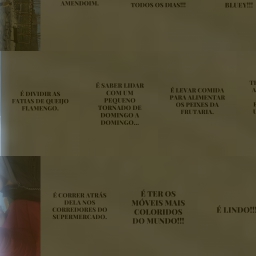 AMENDOIM.
TODOS OS DIAS!!!
BLUEY!!!
É DIVIDIR AS
FATIAS DE QUEIJO
FLAMENGO.
É SABER LIDAR
COM UM
PEQUENO
TORNADO DE
DOMINGO A
DOMINGO...
É LEVAR COMIDA
PARA ALIMENTAR
OS PEIXES DA
FRUTARIA.
É CORRER ATRÁS
DELA NOS
CORREDORES DO
SUPERMERCADO.
É TER OS
MÓVEIS MAIS
COLORIDOS
DO MUNDO!!!
É LINDO!!!